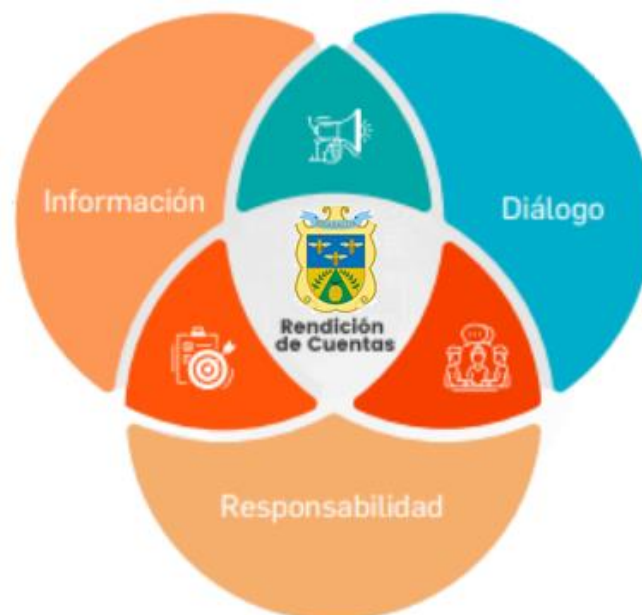 Información
Diálogo
Rendición
de Cuentas
Responsabilidad